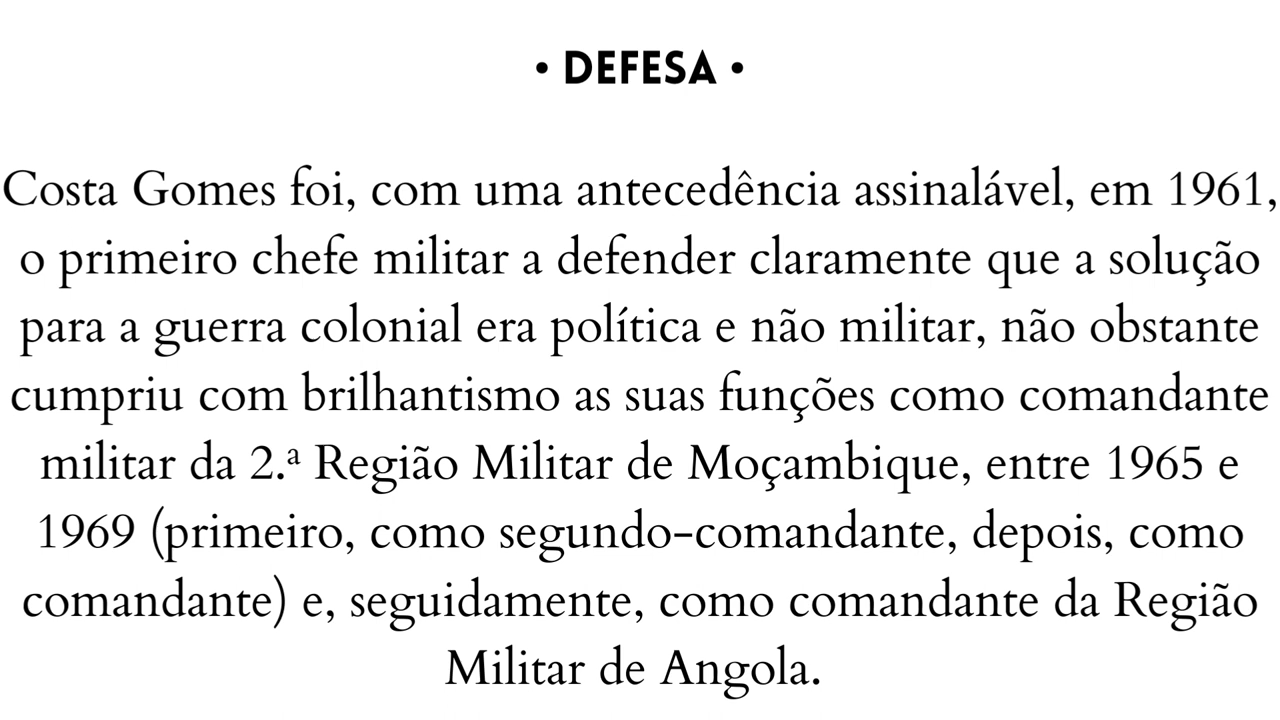 • DEFESA •
Costa Gomes foi, com uma antecedência assinalável, em 1961,
o primeiro chefe militar a defender claramente que a solução
para a guerra colonial era política e não militar, não obstante
cumpriu com brilhantismo as suas funções como comandante
militar da 2.ª Região Militar de Moçambique, entre 1965 e
1969 (primeiro, como segundo-comandante, depois, como
comandante) e, seguidamente, como comandante da Região
Militar de Angola.